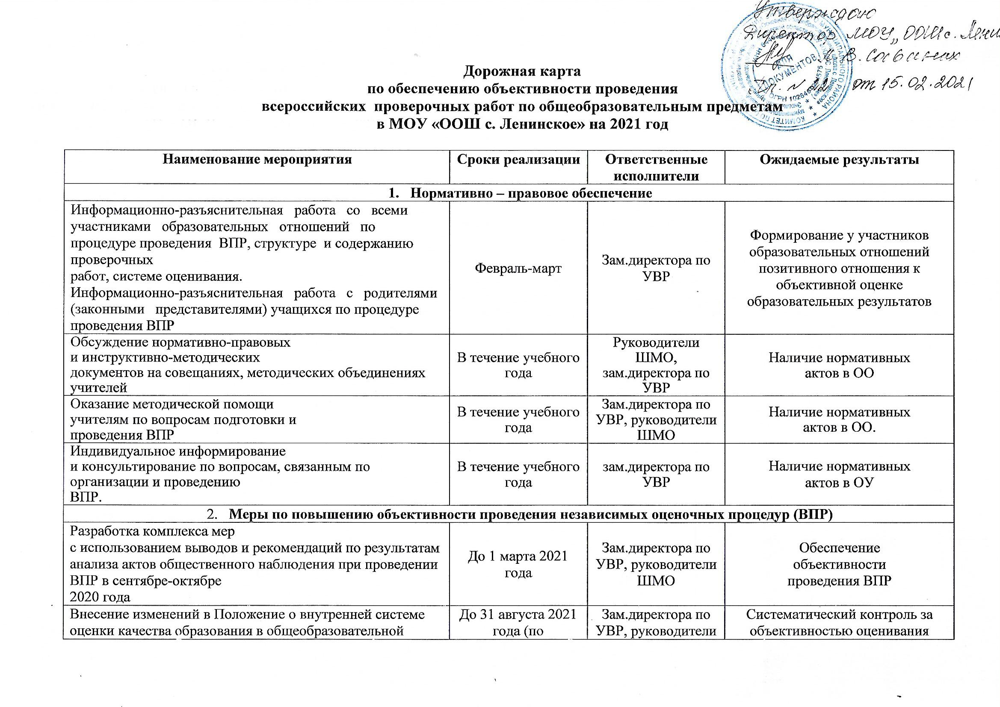 Утверждаю
Директор МОУ „ООШ с. Ленин
В.
от 15.02.2021
ДЛЯ
ДОКУМЕНТОВ
Дорожная карта
по обеспечению объективности проведения
всероссийских проверочных работ по общеобразовательным предметам
в МОУ «ООШ с. Ленинское» на 2021 год
Наименование мероприятия
Сроки реализации
Ответственные
исполнители
Ожидаемые результаты
1. Нормативно – правовое обеспечение
Информационно-разъяснительная работа со всеми
участниками образовательных отношений по
процедуре проведения ВПР, структуре и содержанию
проверочных
работ, системе оценивания.
Информационно-разъяснительная работа с родителями
(законными представителями) учащихся по процедуре
проведения ВПР
Февраль-март
Зам.директора по
УВР
Формирование у участников
образовательных отношений
позитивного отношения к
объективной оценке
образовательных результатов
Обсуждение нормативно-правовых
и инструктивно-методических
документов на совещаниях, методических объединениях
учителей
В течение учебного
года
Руководители
ШМО,
зам.директора по
УВР
Наличие нормативных
актов в ОО
Оказание методической помощи
учителям по вопросам подготовки и
проведения ВПР
В течение учебного
года
Зам.директора по
УВР, руководители
ШМО
Наличие нормативных
актов в ОО.
Индивидуальное информирование
и консультирование по вопросам, связанным по
организации и проведению
ВПР.
В течение учебного
года
зам.директора по
УВР
Наличие нормативных
актов в ОУ
2. Меры по повышению объективности проведения независимых оценочных процедур (ВПР)
Разработка комплекса мер
с использованием выводов и рекомендаций по результатам
анализа актов общественного наблюдения при проведении
ВПР в сентябре-октябре
2020 года
До 1 марта 2021
года
Зам.директора по
УВР, руководители
ШМО
Обеспечение
объективности
проведения ВПР
Внесение изменений в Положение о внутренней системе
оценки качества образования в общеобразовательной
До 31 августа 2021
года (по
Зам.директора по
УВР, руководители
Систематический контроль за
объективностью оценивания